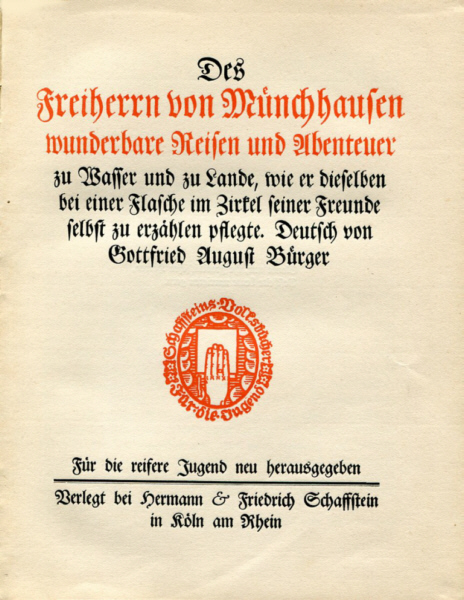 Des
Freiherrn von Münchhausen
wunderbare Reisen und Abenteuer
zu Wasser und zu Lande, wie er dieselben
bei einer Flasche im Zirkel seiner Freunde
selbst zu erzählen pflegte. Deutsch von
Gottfried August Bürger
Schaffsteins Volksbücher
Für die Jugend
Für die reifere Jugend neu herausgegeben
Verlegt bei Hermann & Friedrich Schaffstein
in Köln am Rhein